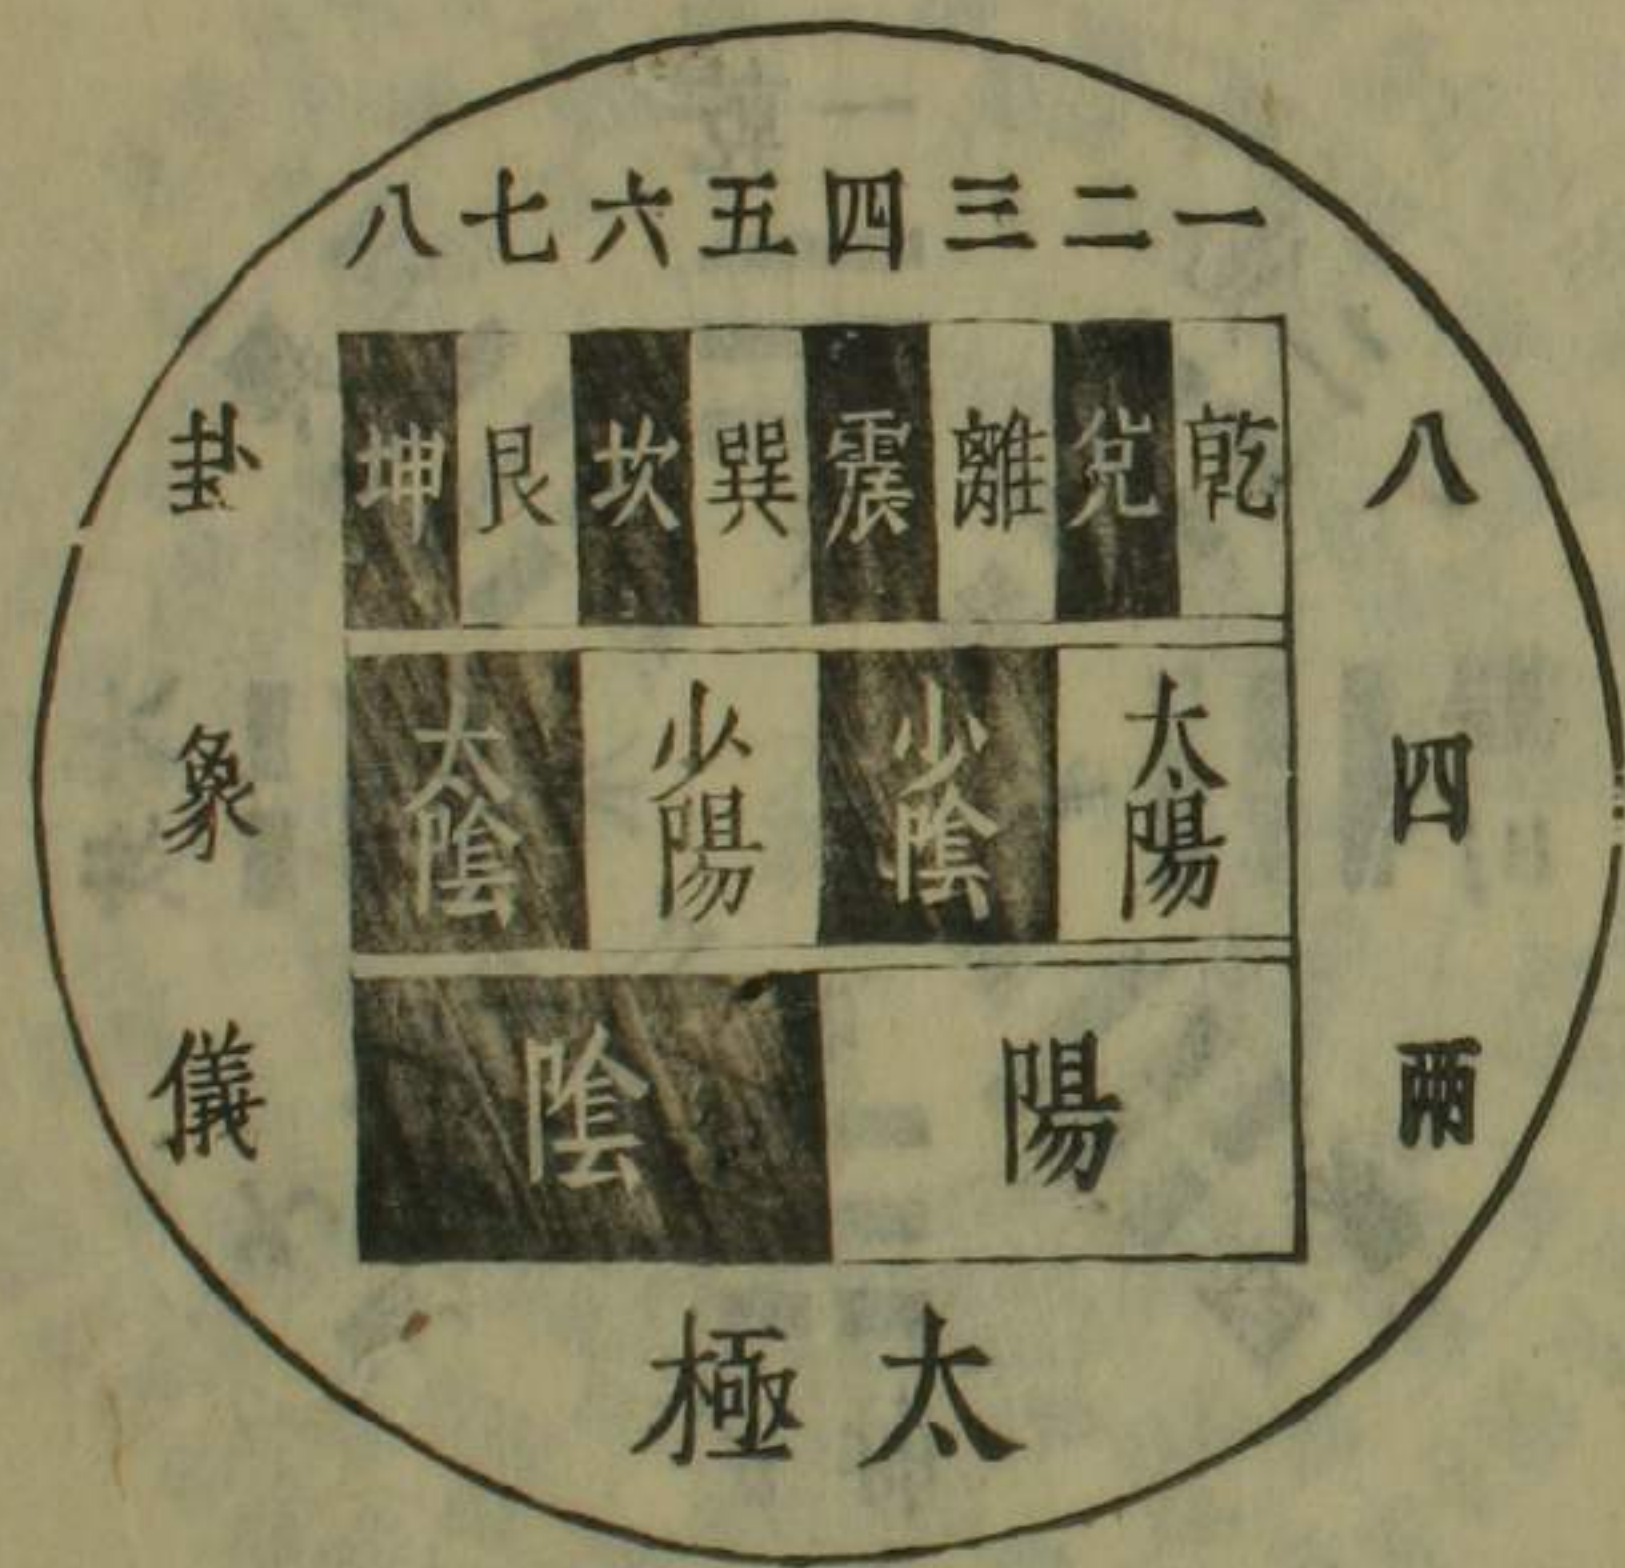 一二三四五六七八
八卦
乾兌離震巽坎艮坤
四象
太陽少陰少陽太陰
兩儀
陽陰
太極